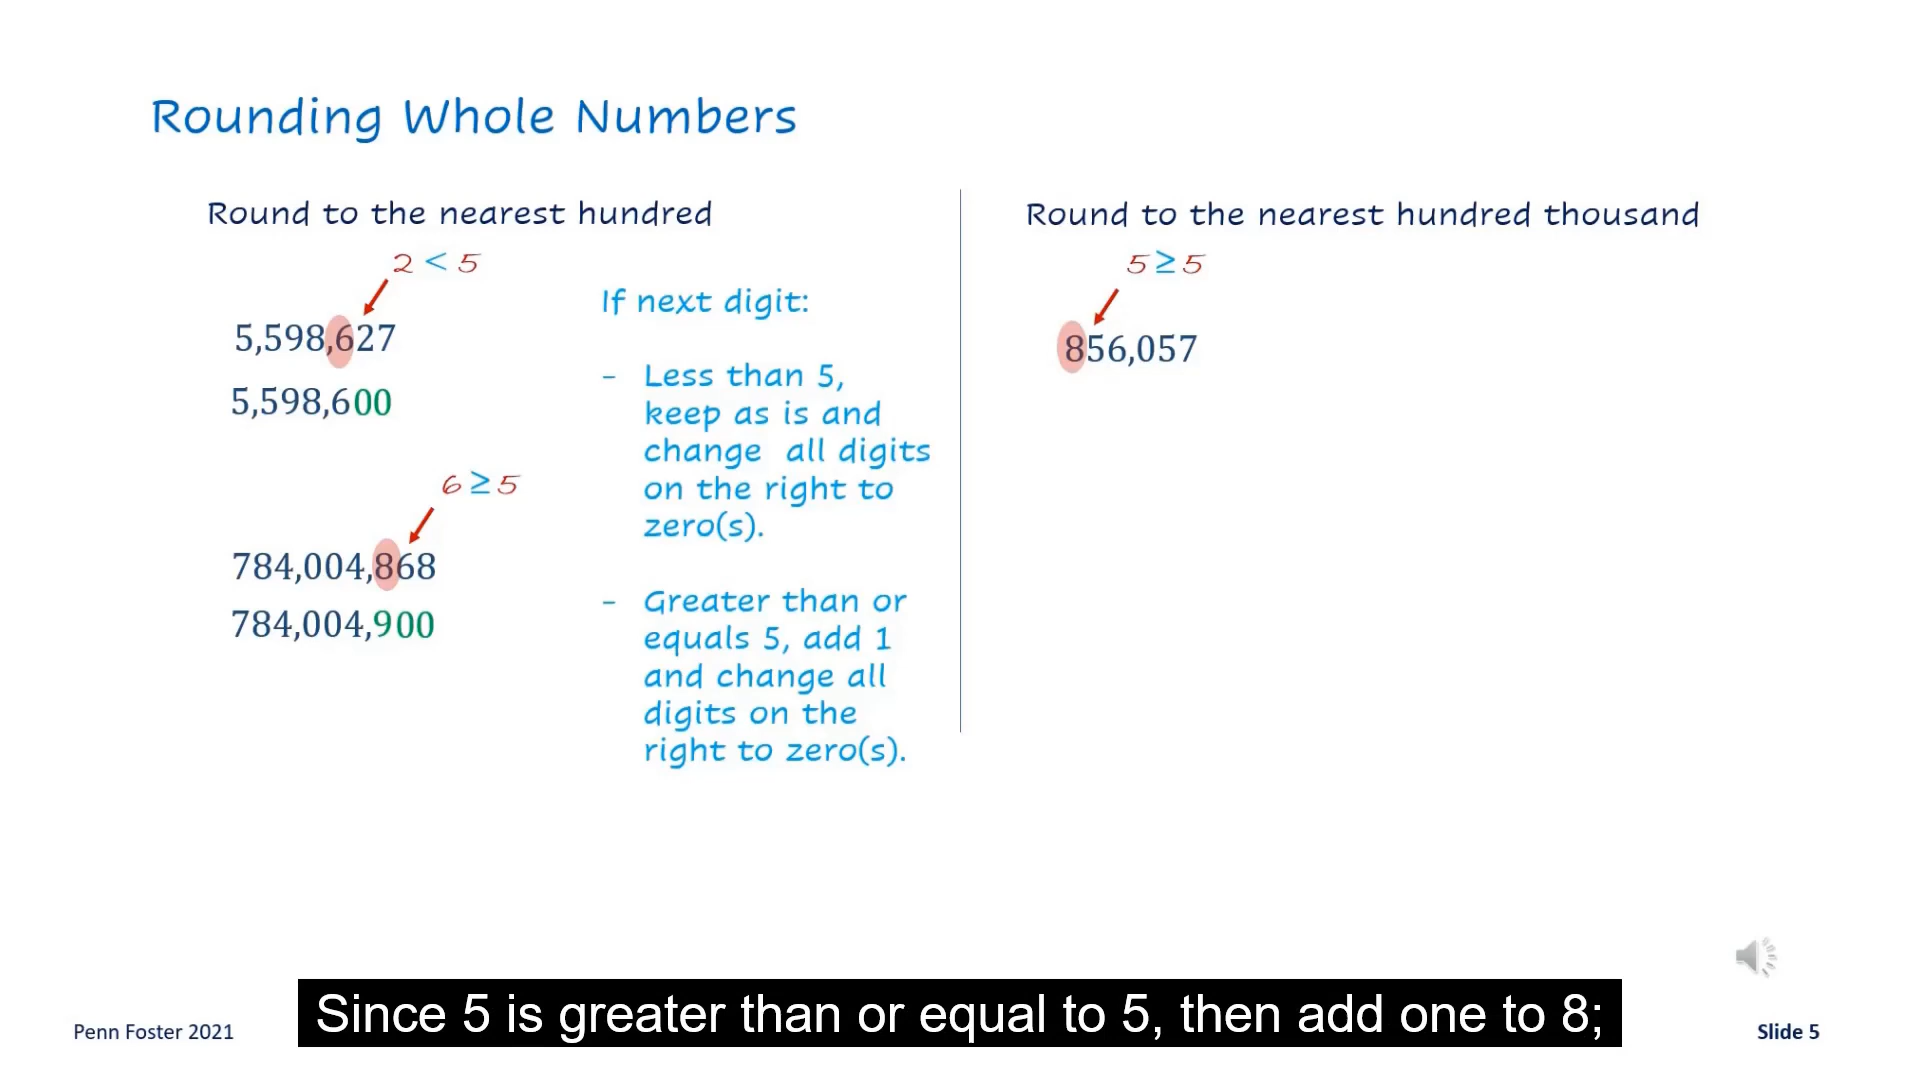 Rounding Whole Numbers
Round to the nearest hundred
2 < 5
5,598,627
5,598,600
6 ≥ 5
784,004,868
784,004,900
If next digit:
- Less than 5,
keep as is and
change all digits
on the right to
zero(s).
- Greater than or
equals 5, add 1
and change all
digits on the
right to zero(s).
Round to the nearest hundred thousand
5 ≥ 5
856,057
Since 5 is greater than or equal to 5, then add one to 8;
Penn Foster 2021
Slide 5